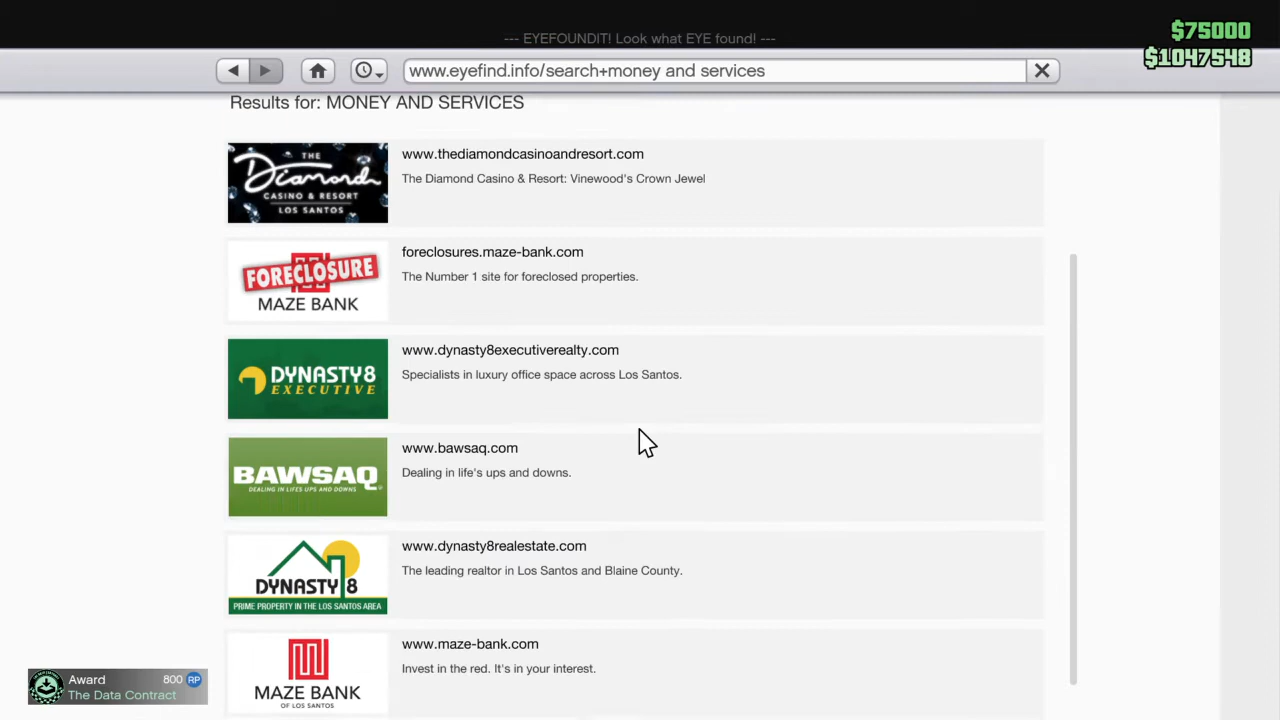 --- EYEFOUNDIT! Look what EYE found! ---
$75000
$1047548
www.eyefind.info/search+money and services
Results for: MONEY AND SERVICES
THE
Diamond
CASINO & RESORT
LOS SANTOS
www.thediamondcasinoandresort.com
The Diamond Casino & Resort: Vinewood's Crown Jewel
FORECLOSURE
MAZE BANK
foreclosures.maze-bank.com
The Number 1 site for foreclosed properties.
DYNASTY8
EXECUTIVE
www.dynasty8executiverealty.com
Specialists in luxury office space across Los Santos.
BAWSAQ
DEALING IN LIFE'S UPS AND DOWNS
www.bawsaq.com
Dealing in life's ups and downs.
DYNASTY 8
PRIME PROPERTY IN THE LOS SANTOS AREA
www.dynasty8realestate.com
The leading realtor in Los Santos and Blaine County.
MAZE BANK
OF LOS SANTOS
www.maze-bank.com
Invest in the red. It's in your interest.
Award 800 RP
The Data Contract